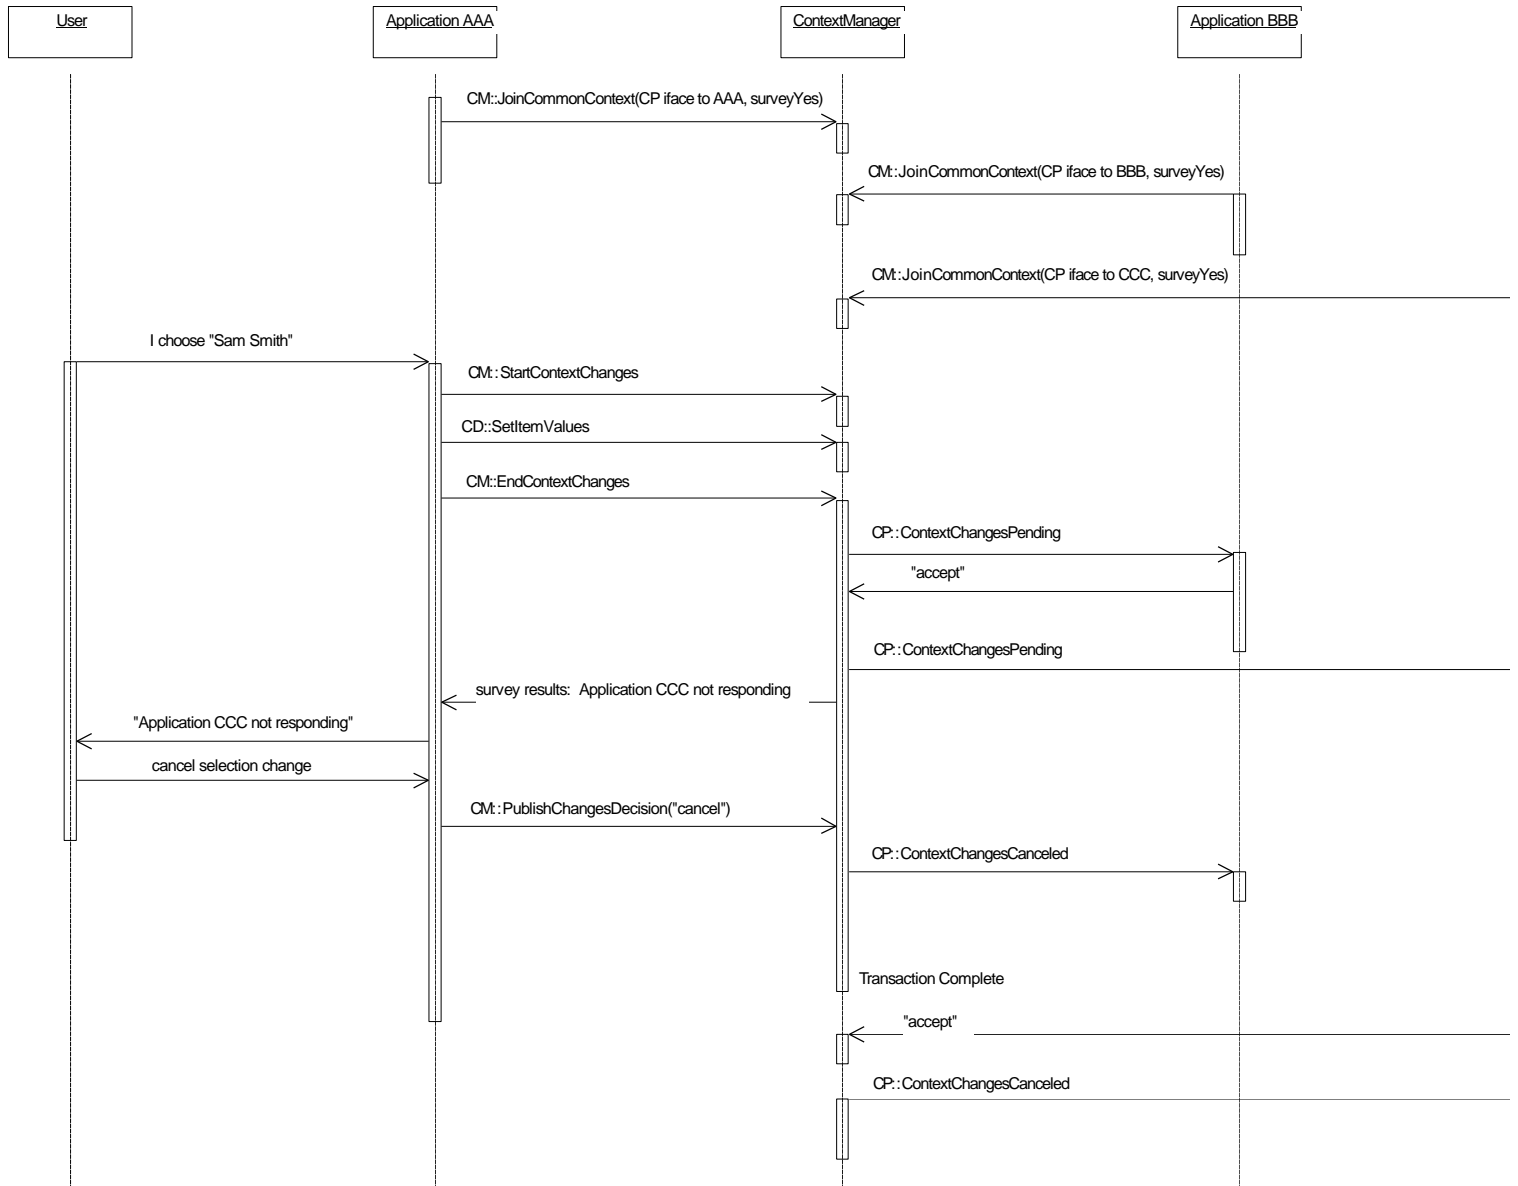 User
Application AAA
ContextManager
Application BBB
CM::JoinCommonContext(CP iface to AAA, surveyYes)
CM::JoinCommonContext(CP iface to BBB, surveyYes)
CM::JoinCommonContext(CP iface to CCC, surveyYes)
I choose "Sam Smith"
CM::StartContextChanges
CD::SetItemValues
CM::EndContextChanges
CP::ContextChangesPending
"accept"
CP::ContextChangesPending
survey results: Application CCC not responding
"Application CCC not responding"
cancel selection change
CM::PublishChangesDecision("cancel")
CP::ContextChangesCanceled
Transaction Complete
"accept"
CP::ContextChangesCanceled